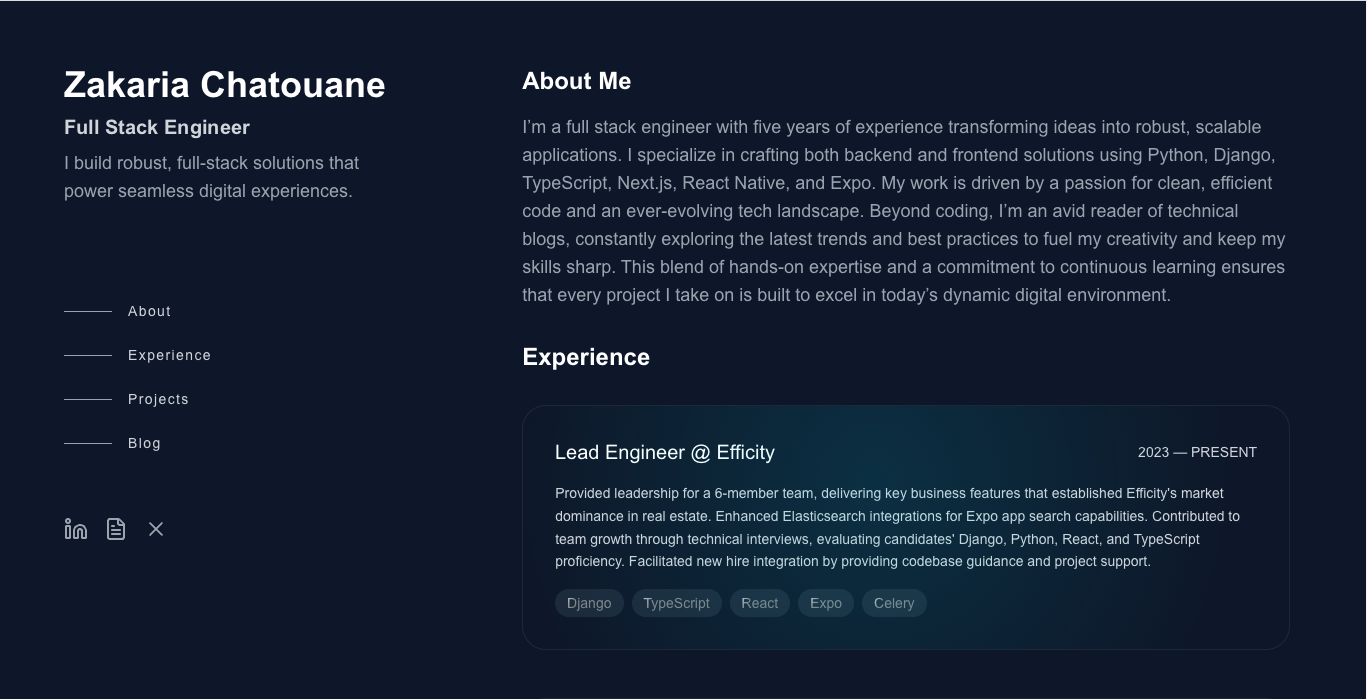 Zakaria Chatouane
Full Stack Engineer
I build robust, full-stack solutions that
power seamless digital experiences.
About
Experience
Projects
Blog
About Me
I’m a full stack engineer with five years of experience transforming ideas into robust, scalable
applications. I specialize in crafting both backend and frontend solutions using Python, Django,
TypeScript, Next.js, React Native, and Expo. My work is driven by a passion for clean, efficient
code and an ever-evolving tech landscape. Beyond coding, I’m an avid reader of technical
blogs, constantly exploring the latest trends and best practices to fuel my creativity and keep my
skills sharp. This blend of hands-on expertise and a commitment to continuous learning ensures
that every project I take on is built to excel in today’s dynamic digital environment.
Experience
Lead Engineer @ Efficity
2023 — PRESENT
Provided leadership for a 6-member team, delivering key business features that established Efficity's market
dominance in real estate. Enhanced Elasticsearch integrations for Expo app search capabilities. Contributed to
team growth through technical interviews, evaluating candidates' Django, Python, React, and TypeScript
proficiency. Facilitated new hire integration by providing codebase guidance and project support.
Django TypeScript React Expo Celery